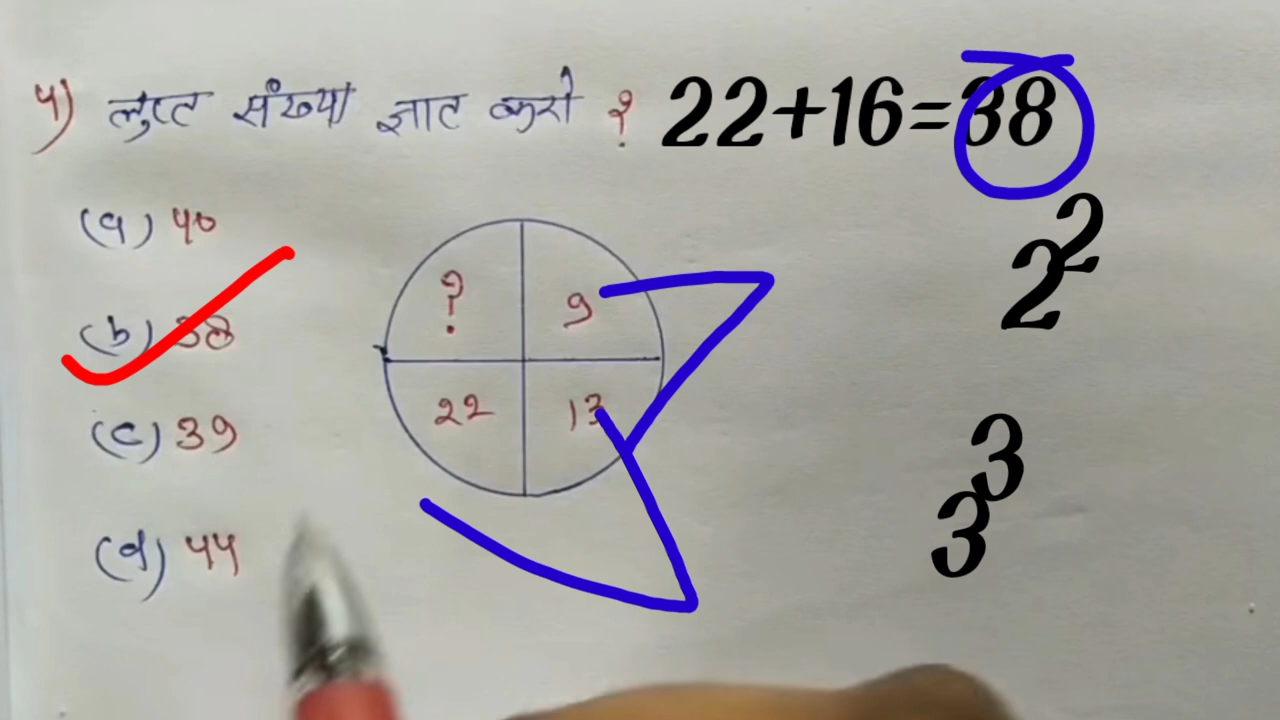 4) लुप्त संख्या ज्ञात करो ? 22+16=38
(a) 40
(b) 38
(c) 39
(d) 44
? 9
22 13
2²
3³